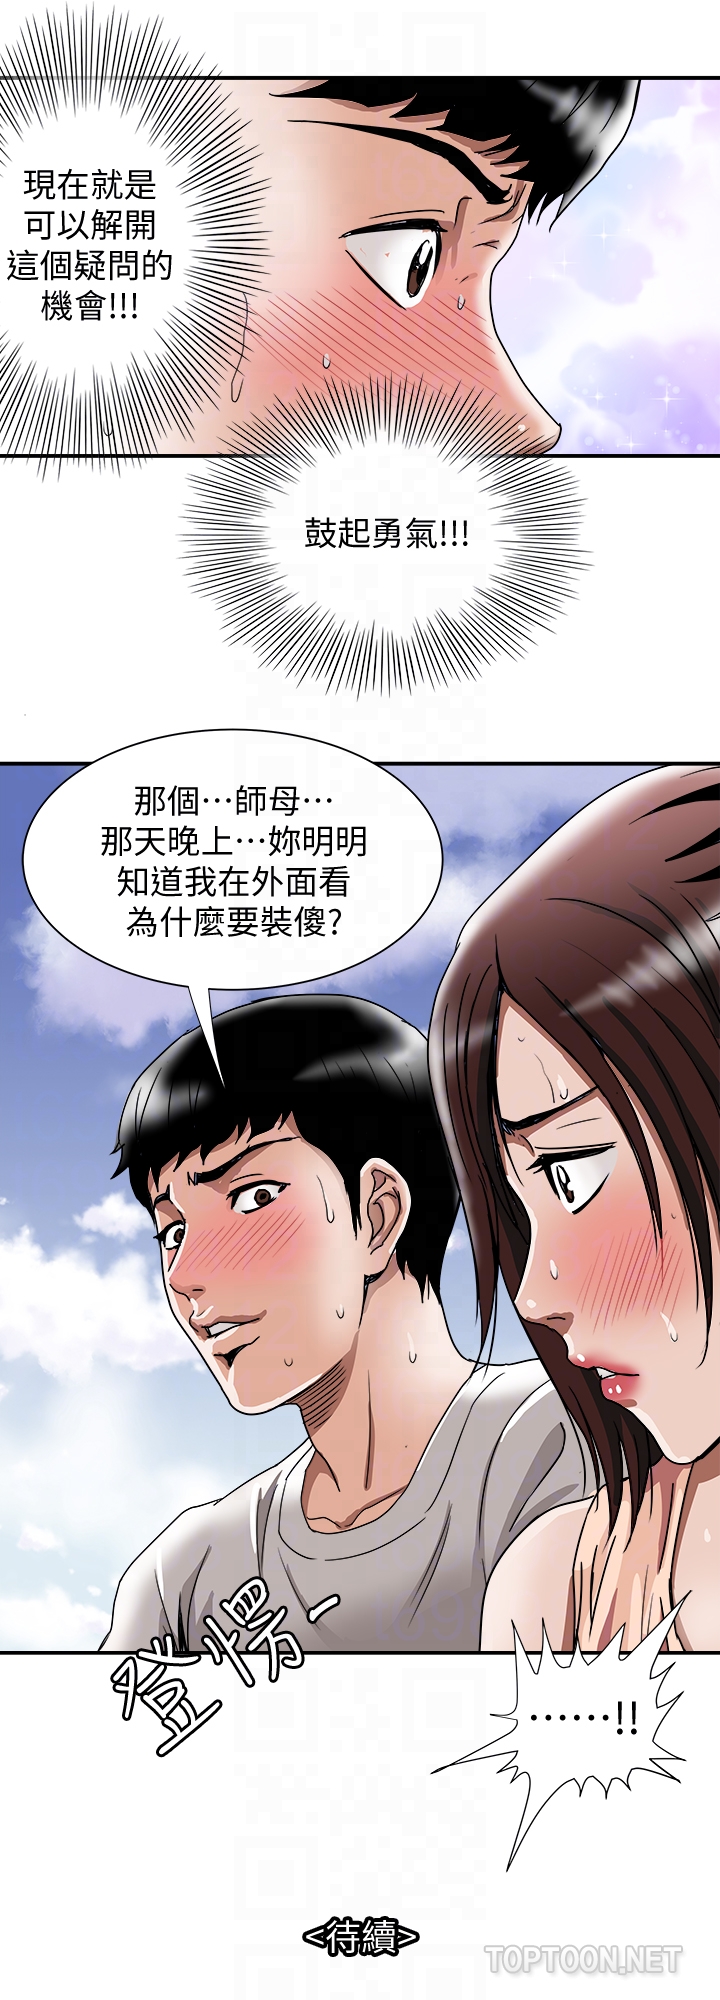 現在就是
可以解開
這個疑問的
機會!!!
鼓起勇氣!!!
那個…師母…
那天晚上…妳明明
知道我在外面看
為什麼要裝傻?
登愣-
……!!
<待續>
TOPTOON.NET